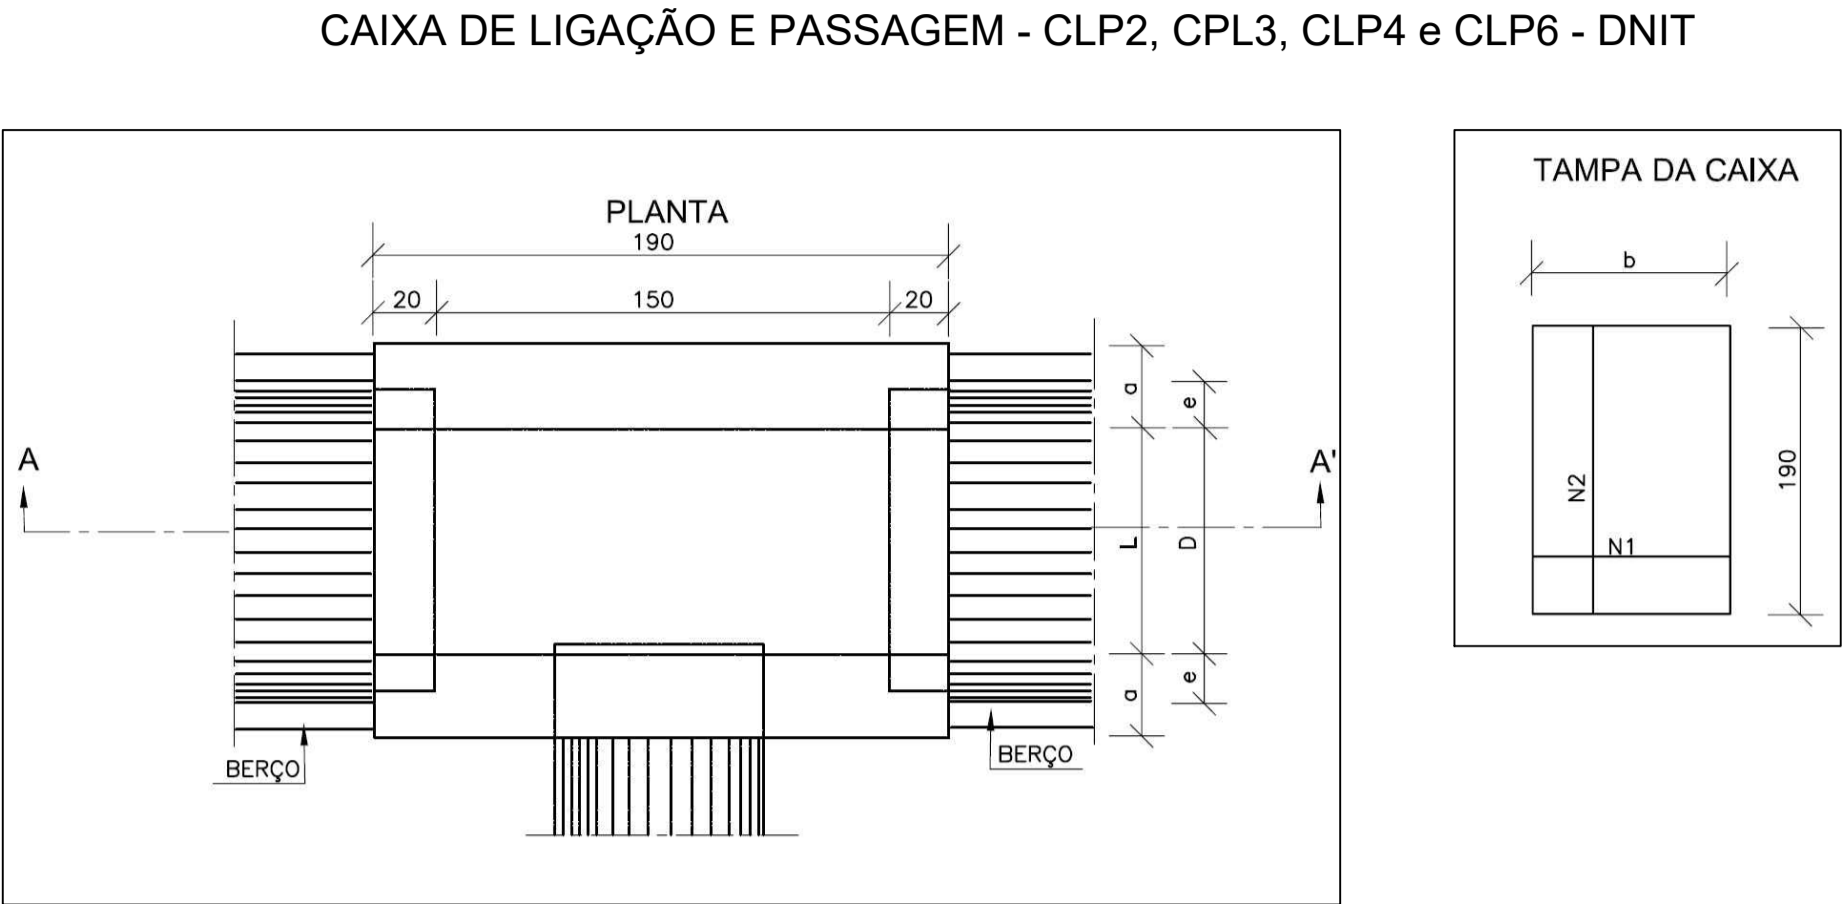 CAIXA DE LIGAÇÃO E PASSAGEM - CLP2, CPL3, CLP4 e CLP6 - DNIT
PLANTA
190
20 150 20
A
A'
a
e
L
D
a
e
BERÇO
BERÇO
TAMPA DA CAIXA
b
190
N2
N1